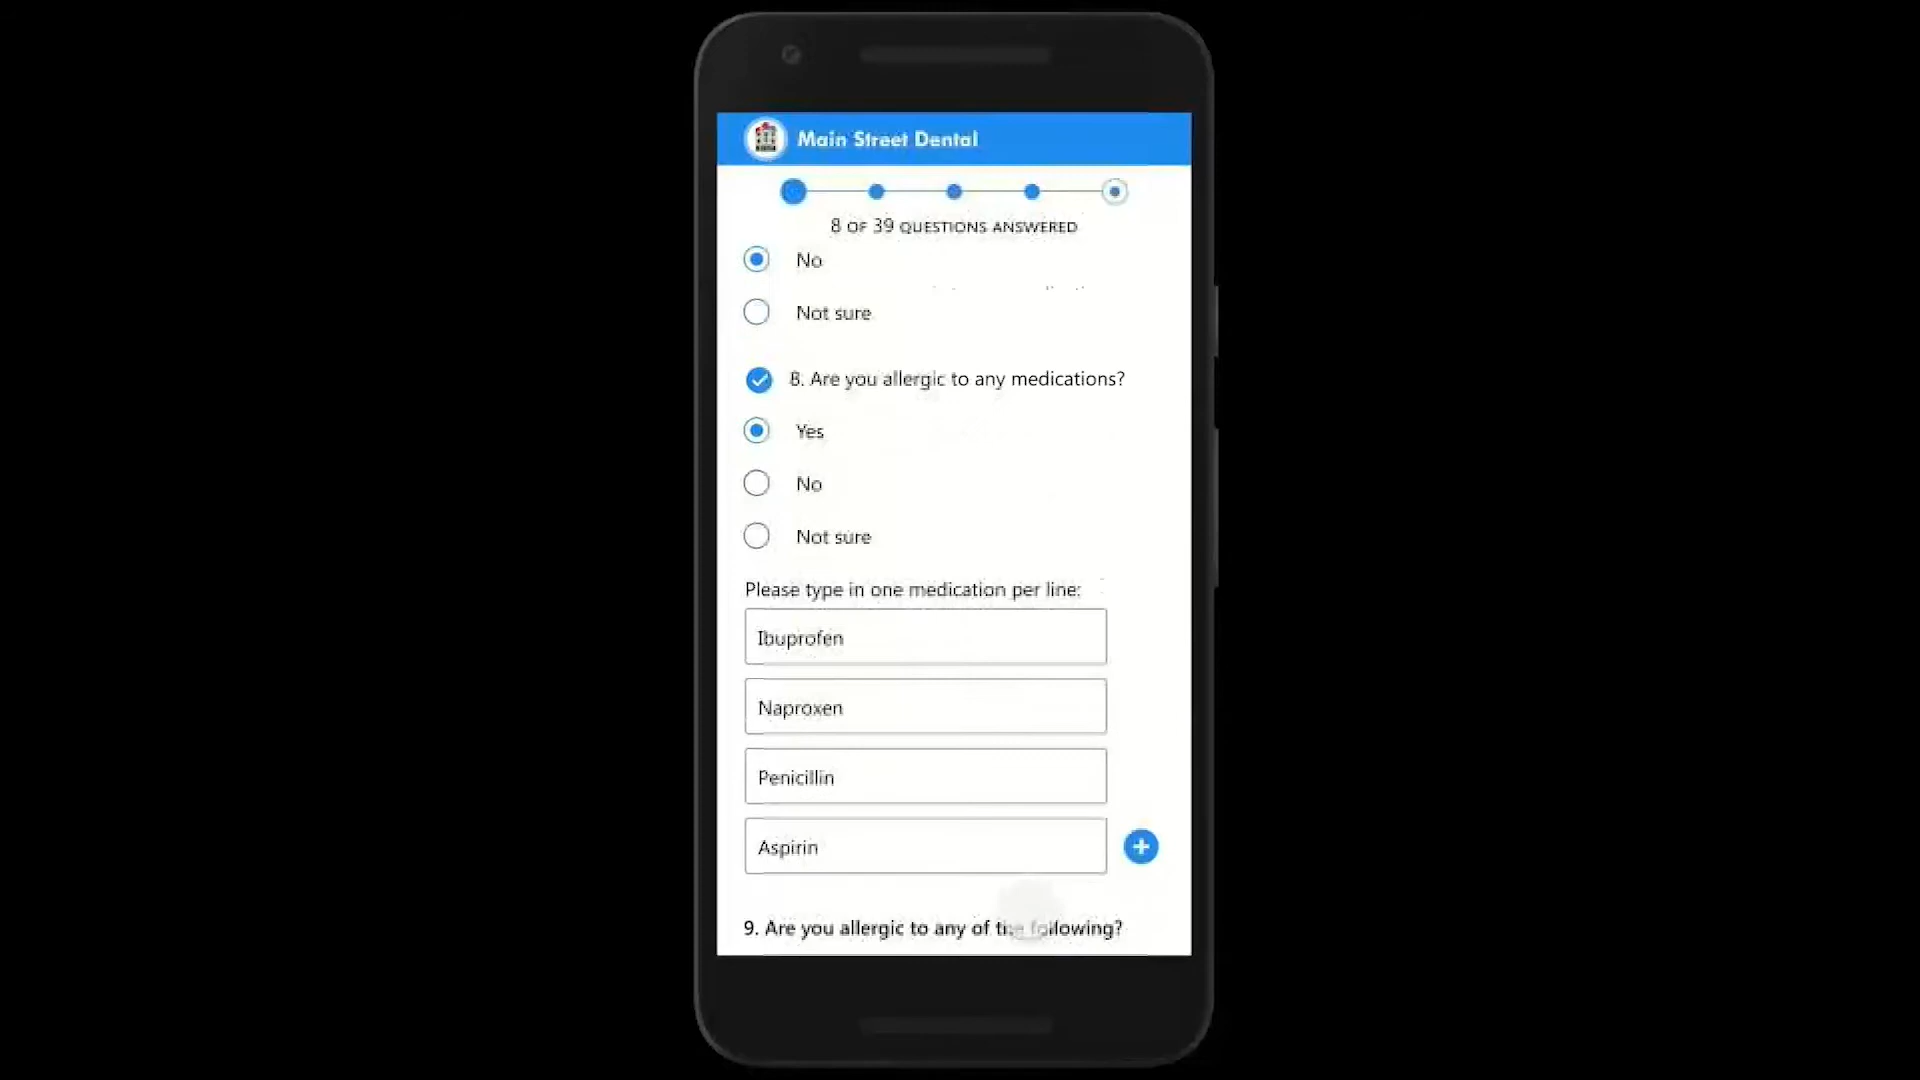 Main Street Dental
8 OF 39 QUESTIONS ANSWERED
No
Not sure
8. Are you allergic to any medications?
Yes
No
Not sure
Please type in one medication per line:
Ibuprofen
Naproxen
Penicillin
Aspirin
9. Are you allergic to any of the following?